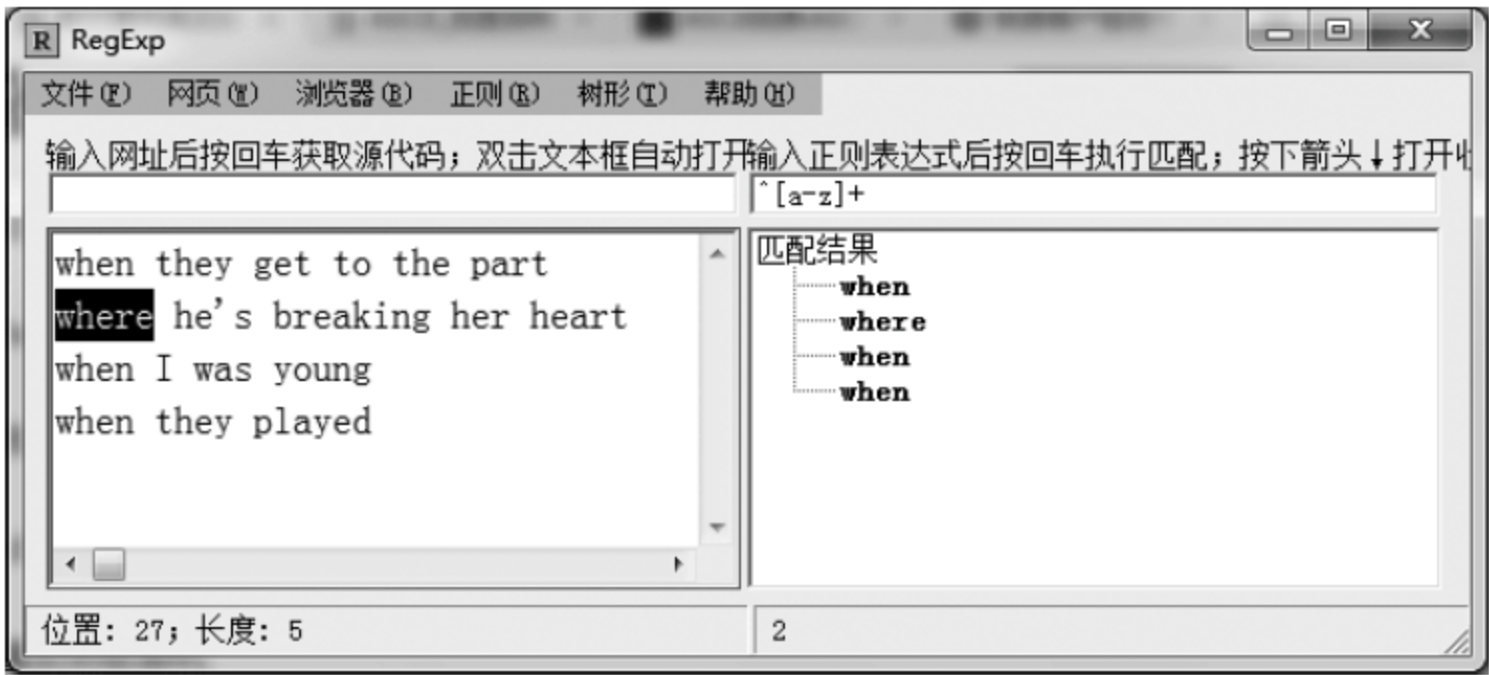 R RegExp
文件(F) 网页(W) 浏览器(B) 正则(R) 树形(T) 帮助(H)
输入网址后按回车获取源代码；双击文本框自动打开
输入正则表达式后按回车执行匹配；按下箭头↓打开
^[a-z]+
when they get to the part
where he's breaking her heart
when I was young
when they played
匹配结果
when
where
when
when
位置: 27；长度: 5
2